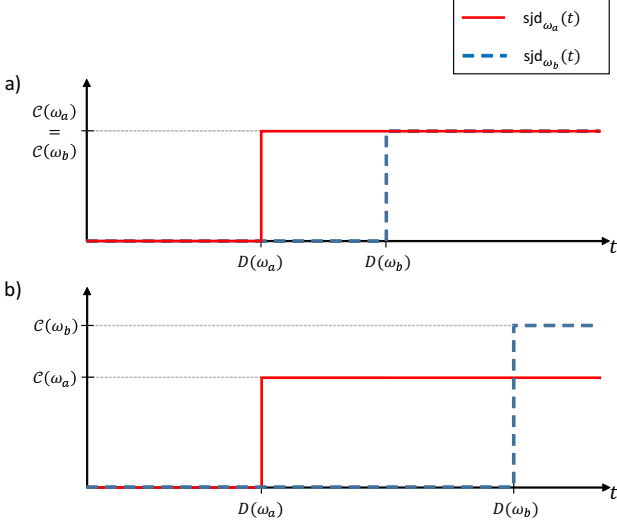 sjd_{ω_a}(t)
sjd_{ω_b}(t)
a)
𝒞(ω_a)
=
𝒞(ω_b)
D(ω_a)
D(ω_b)
t
b)
𝒞(ω_b)
𝒞(ω_a)
D(ω_a)
D(ω_b)
t